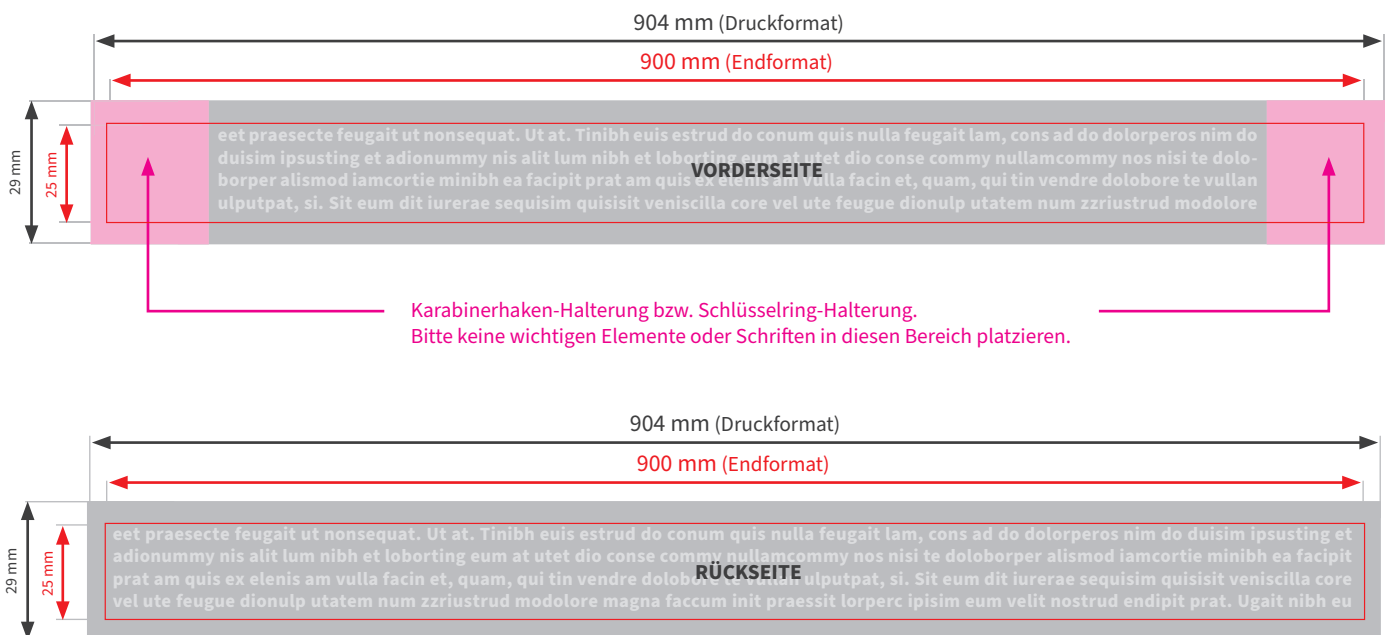 904 mm (Druckformat)
900 mm (Endformat)
29 mm
25 mm
eet praesecte feugait ut nonsequat. Ut at. Tinibh euis estrud do conum quis nulla feugait lam, cons ad do dolorperos nim do
duisim ipsusting et adionummy nis alit lum nibh et loborting eum at utet dio conse commy nullamcommy nos nisi te dolo-
borper alismod iamcortie minibh ea facipit prat am quis ex elenis am vulla facin et, quam, qui tin vendre dolobore te vullan
ulputpat, si. Sit eum dit iurerae sequisim quisisit veniscilla core vel ute feugue dionulp utatem num zzriustrud modolore
VORDERSEITE
Karabinerhaken-Halterung bzw. Schlüsselring-Halterung.
Bitte keine wichtigen Elemente oder Schriften in diesen Bereich platzieren.
904 mm (Druckformat)
900 mm (Endformat)
29 mm
25 mm
eet praesecte feugait ut nonsequat. Ut at. Tinibh euis estrud do conum qui nulla feugait lam, cons ad do dolorperos nim do duisim ipsusting et
adionummy nis alit lum nibh et loborting eum at utet dio conse commy nullamcommy nos nisi te doloborper alismod iamcortie minibh ea facipit
prat am quis ex elenis am vulla facin et, quam, qui tin vendre dolobore te vullan ulputpat, si. Sit eum dit iurerae sequisim quisisit veniscilla core
vel ute feugue dionulp utatem num zzriustrud modolore magna faccum init praessit lorperc ipisim eum velit nostrud endipit prat. Ugait nibh eu
RÜCKSEITE